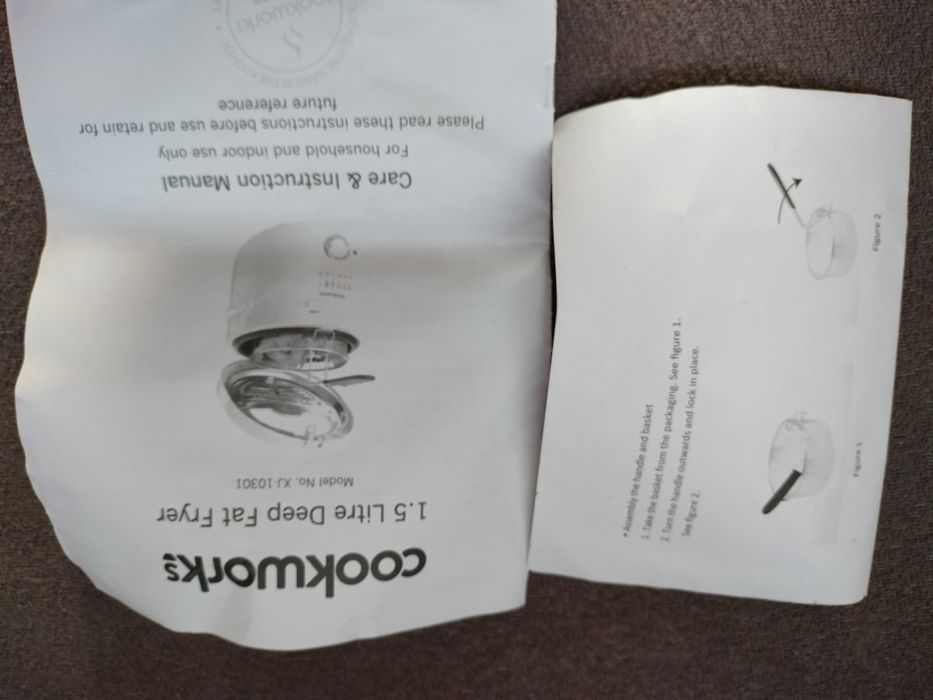 cookworks
1.5 Litre Deep Fat Fryer
Model No. XJ-10301
Care & Instruction Manual
For household and indoor use only
Please read these instructions before use and retain for
future reference
cookworks
* Assembly the handle and basket
1. Take the basket from the packaging. See figure 1.
2. Turn the handle outwards and lock in place.
See figure 2.
Figure 1
Figure 2